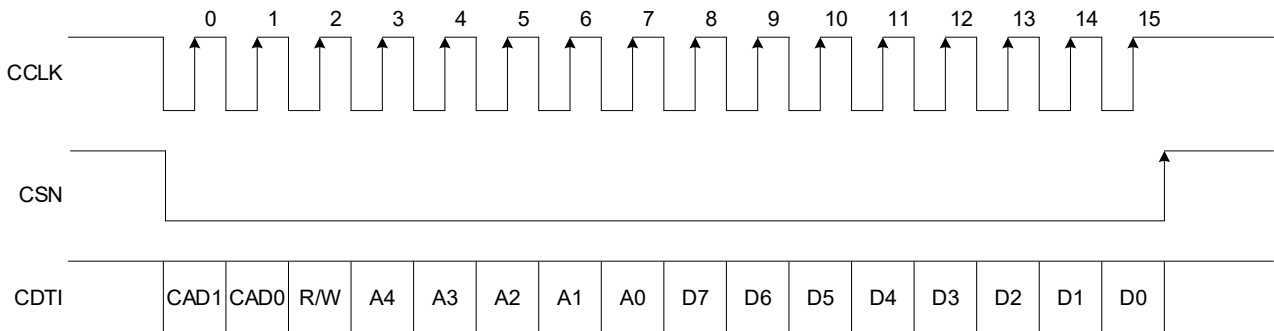 0 1 2 3 4 5 6 7 8 9 10 11 12 13 14 15
CCLK
CSN
CDTI CAD1 CAD0 R/W A4 A3 A2 A1 A0 D7 D6 D5 D4 D3 D2 D1 D0